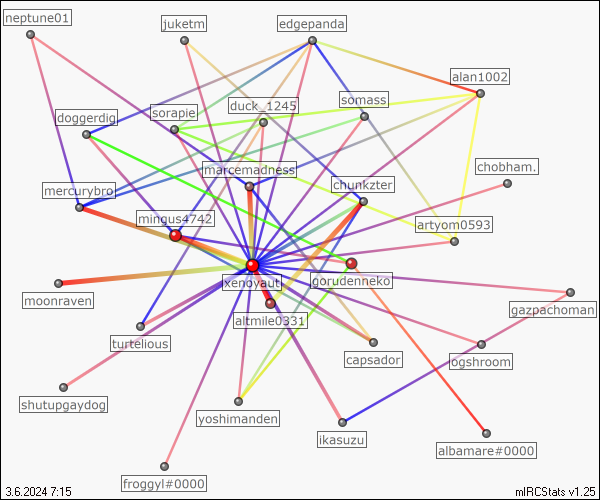 neptune01
juketm
edgepanda
alan1002
doggerdig
sorapie
duck_1245
somass
marcemadness
chobham.
mercurybro
chunkzter
mingus4742
artyom0593
xenoyaut
gorudenneko
moonraven
altmile0331
gazpachoman
turtelious
capsador
ogshroom
shutupgaydog
yoshimanden
ikasuzu
albamare#0000
froggyl#0000
3.6.2024 7:15
mIRCStats v1.25